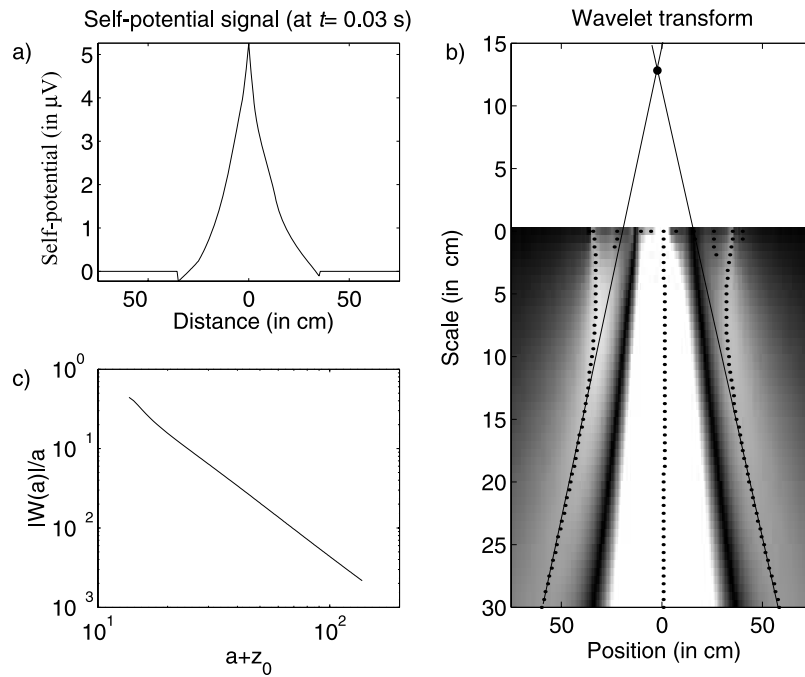 Self-potential signal (at t= 0.03 s)
a)
Self-potential (in μV)
5
4
3
2
1
0
50 0 50
Distance (in cm)
c)
|W(a)|/a
10^0
10^1
10^2
10^3
10^1 10^2
a+z_0
Wavelet transform
b)
Scale (in cm)
15
10
5
0
5
10
15
20
25
30
50 0 50
Position (in cm)